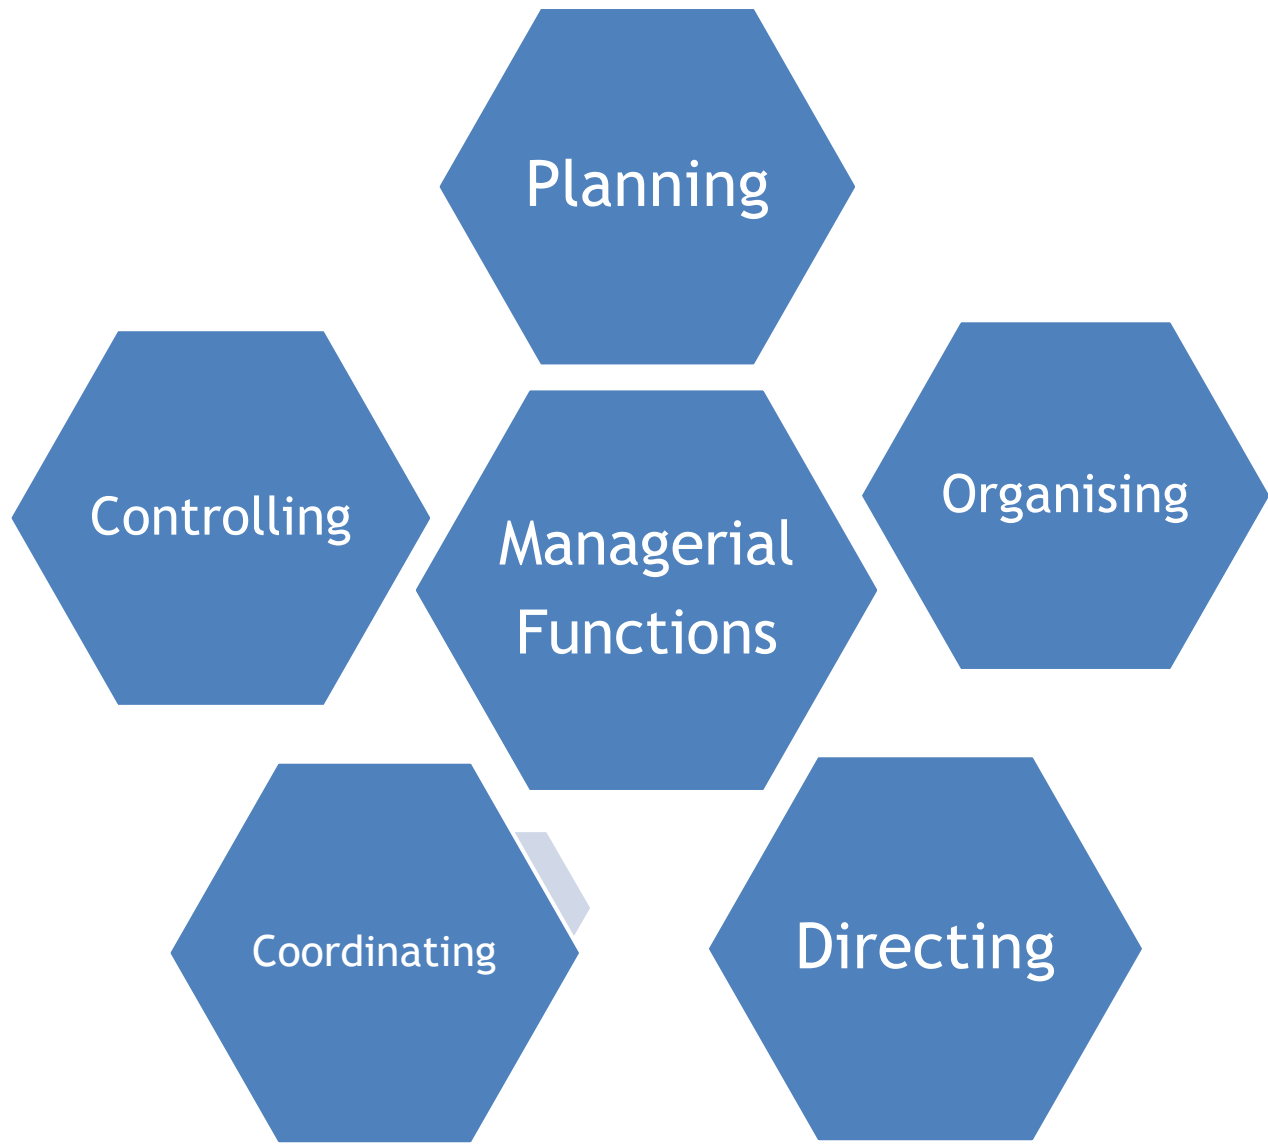 Planning
Controlling
Organising
Managerial
Functions
Coordinating
Directing